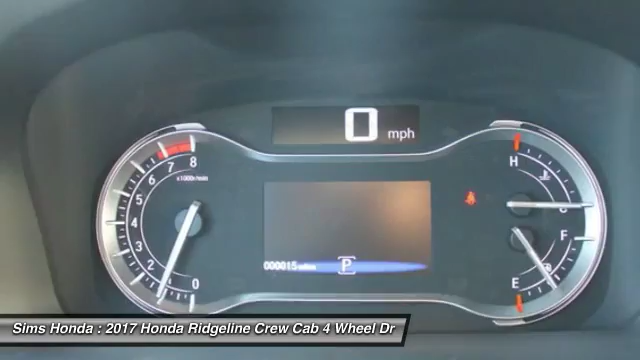 0 mph
H
8
7
x1000r/min
6
5
4
3
2
1
0
C
F
E
000015 miles
P
Sims Honda : 2017 Honda Ridgeline Crew Cab 4 Wheel Dr